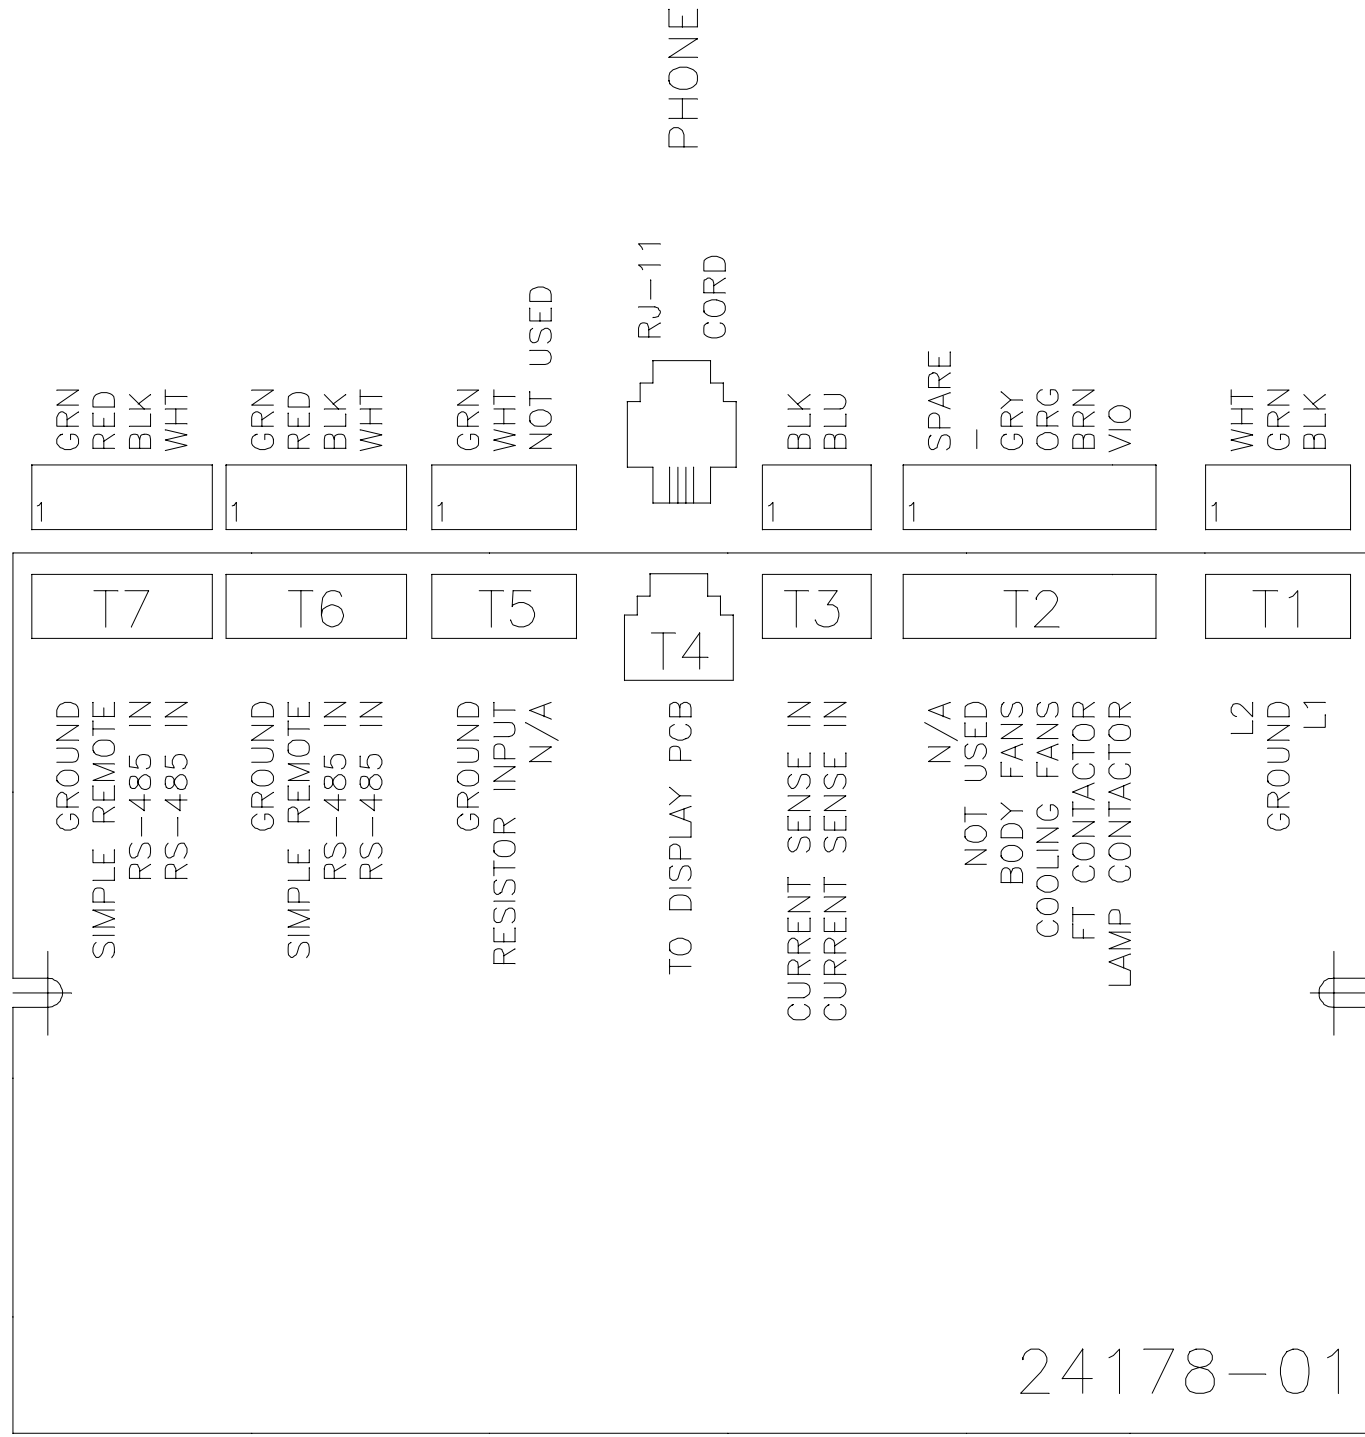 PHONE
RJ-11
CORD
GRN
RED
BLK
WHT
GRN
RED
BLK
WHT
GRN
WHT
NOT USED
BLK
BLU
SPARE
-
GRY
ORG
BRN
VIO
WHT
GRN
BLK
1
1
1
1
1
1
T7
T6
T5
T4
T3
T2
T1
GROUND
SIMPLE REMOTE
RS-485 IN
RS-485 IN
GROUND
SIMPLE REMOTE
RS-485 IN
RS-485 IN
GROUND
RESISTOR INPUT
N/A
TO DISPLAY PCB
CURRENT SENSE IN
CURRENT SENSE IN
N/A
NOT USED
BODY FANS
COOLING FANS
FT CONTACTOR
LAMP CONTACTOR
L2
GROUND
L1
24178-01